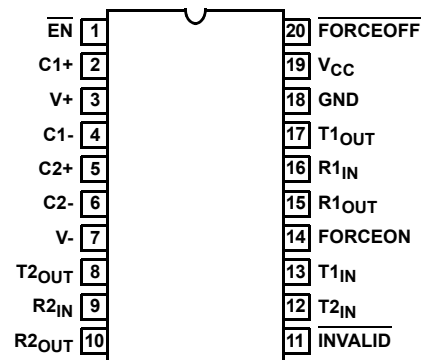 EN 1 20 FORCEOFF
C1+ 2 19 VCC
V+ 3 18 GND
C1- 4 17 T1OUT
C2+ 5 16 R1IN
C2- 6 15 R1OUT
V- 7 14 FORCEON
T2OUT 8 13 T1IN
R2IN 9 12 T2IN
R2OUT 10 11 INVALID